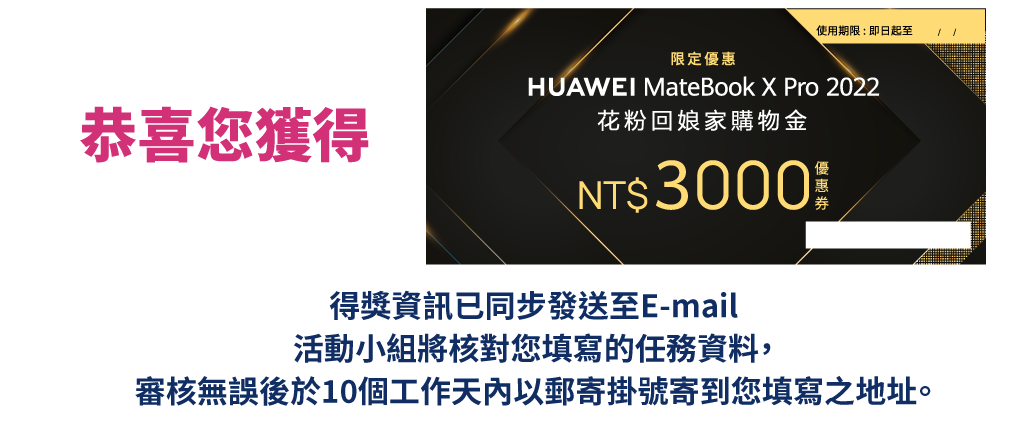 使用期限 : 即日起至 / /
限定優惠
HUAWEI MateBook X Pro 2022
花粉回娘家購物金
恭喜您獲得
NT$3000優惠券
得獎資訊已同步發送至E-mail
活動小組將核對您填寫的任務資料，
審核無誤後於10個工作天內以郵寄掛號寄到您填寫之地址。